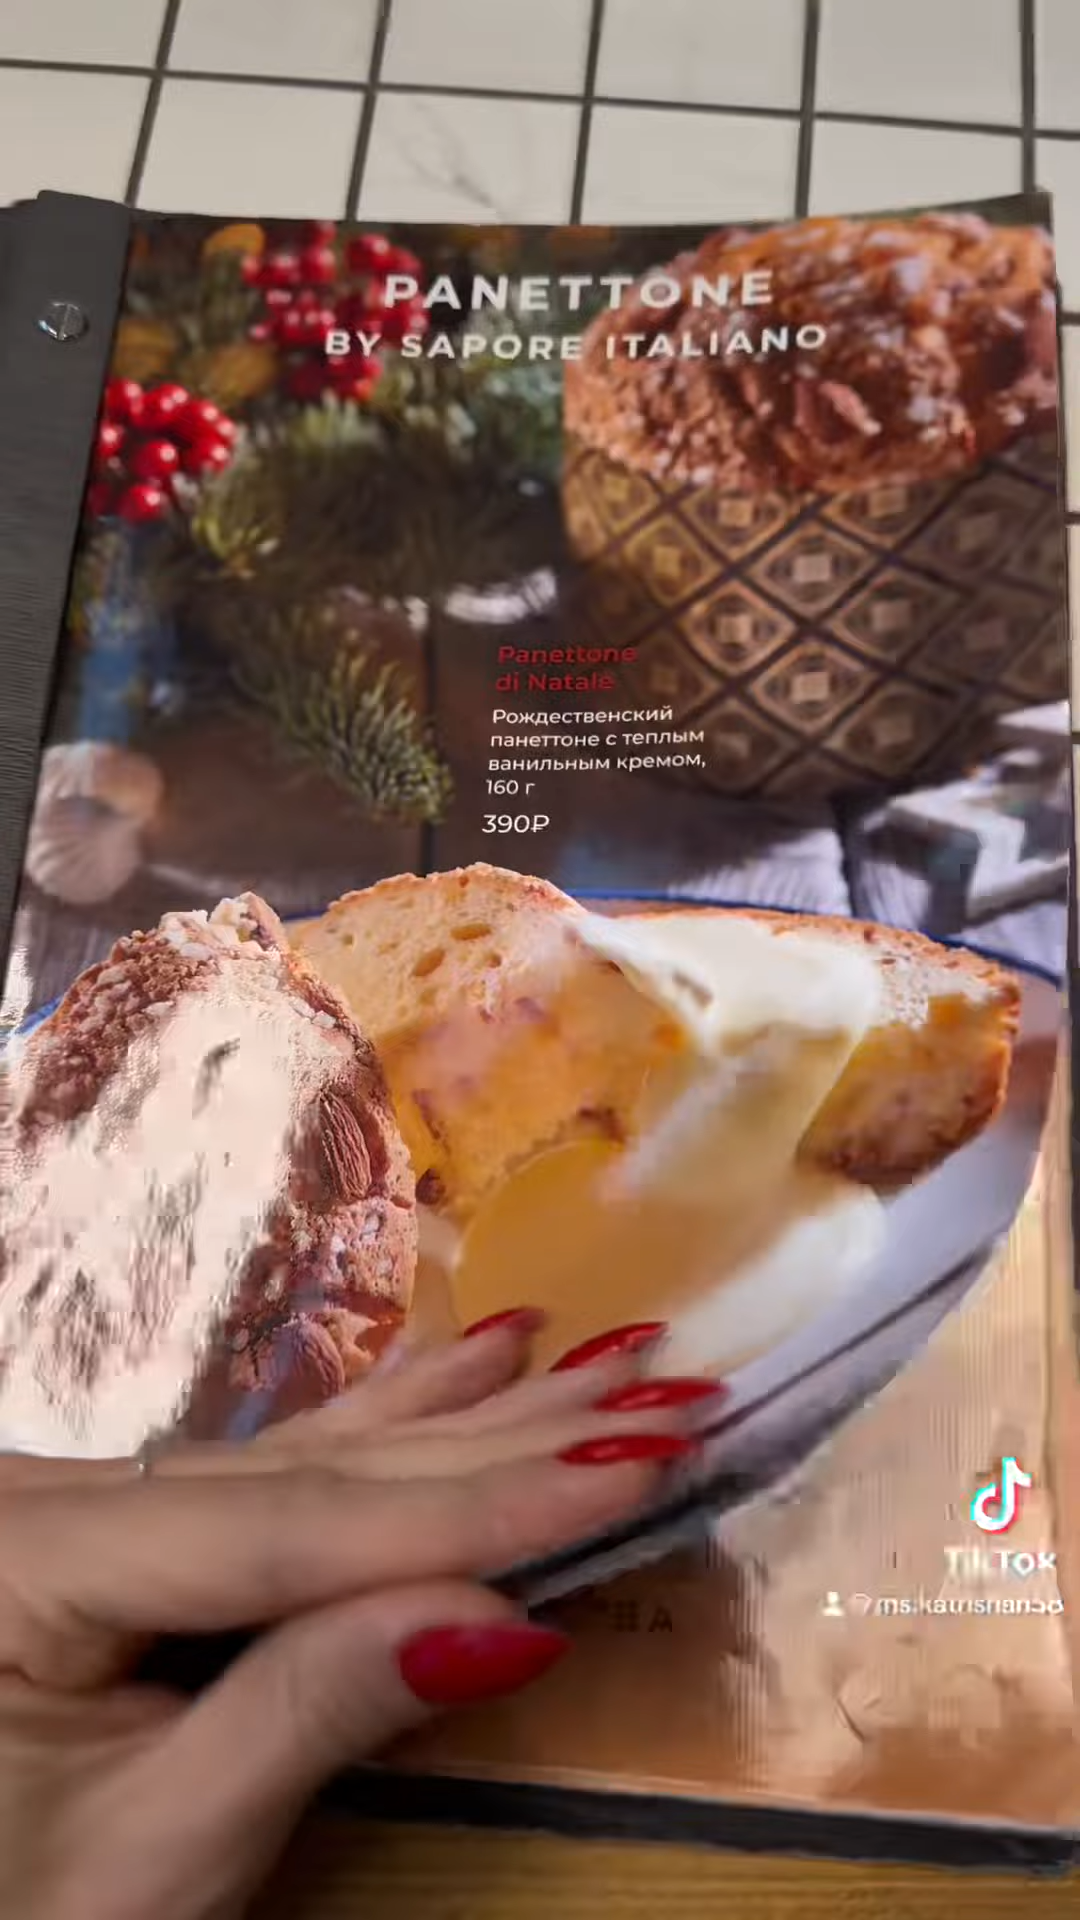 PANETTONE
BY SAPORE ITALIANO
Panettone
di Natale
Рождественский
панеттоне с теплым
ванильным кремом,
160 г
390₽
TikTok